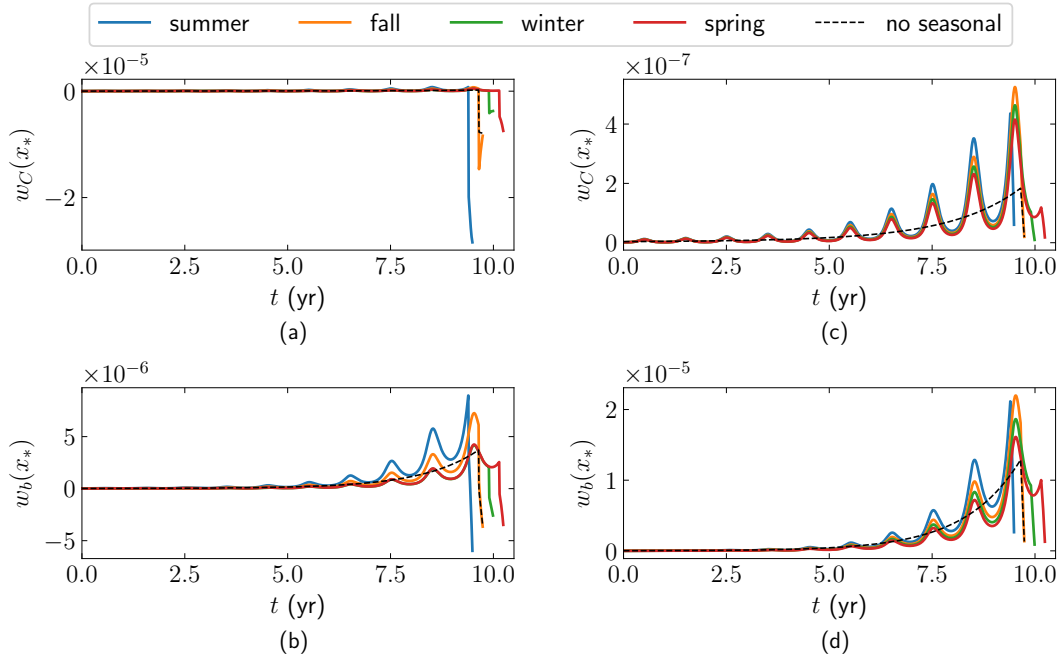 summer fall winter spring no seasonal
×10⁻⁵
0
−2
w_C(x_*)
0.0 2.5 5.0 7.5 10.0
t (yr)
(a)
×10⁻⁷
4
2
0
w_C(x_*)
0.0 2.5 5.0 7.5 10.0
t (yr)
(c)
×10⁻⁶
5
0
−5
w_b(x_*)
0.0 2.5 5.0 7.5 10.0
t (yr)
(b)
×10⁻⁵
2
1
0
w_b(x_*)
0.0 2.5 5.0 7.5 10.0
t (yr)
(d)